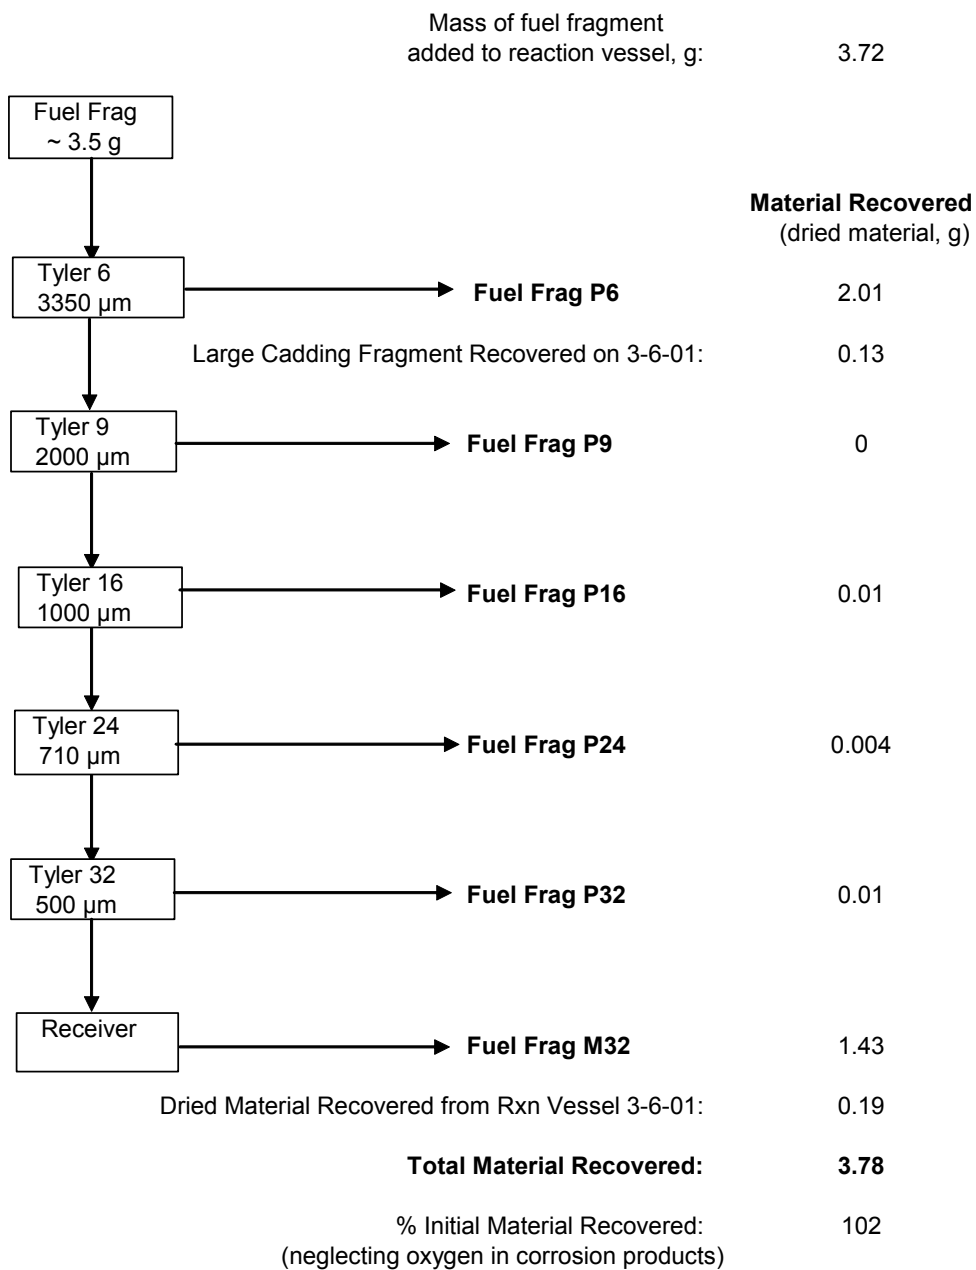 Mass of fuel fragment
added to reaction vessel, g: 3.72
Fuel Frag
~ 3.5 g
Material Recovered
(dried material, g)
Tyler 6
3350 µm
Fuel Frag P6 2.01
Large Cadding Fragment Recovered on 3-6-01: 0.13
Tyler 9
2000 µm
Fuel Frag P9 0
Tyler 16
1000 µm
Fuel Frag P16 0.01
Tyler 24
710 µm
Fuel Frag P24 0.004
Tyler 32
500 µm
Fuel Frag P32 0.01
Receiver
Fuel Frag M32 1.43
Dried Material Recovered from Rxn Vessel 3-6-01: 0.19
Total Material Recovered: 3.78
% Initial Material Recovered: 102
(neglecting oxygen in corrosion products)